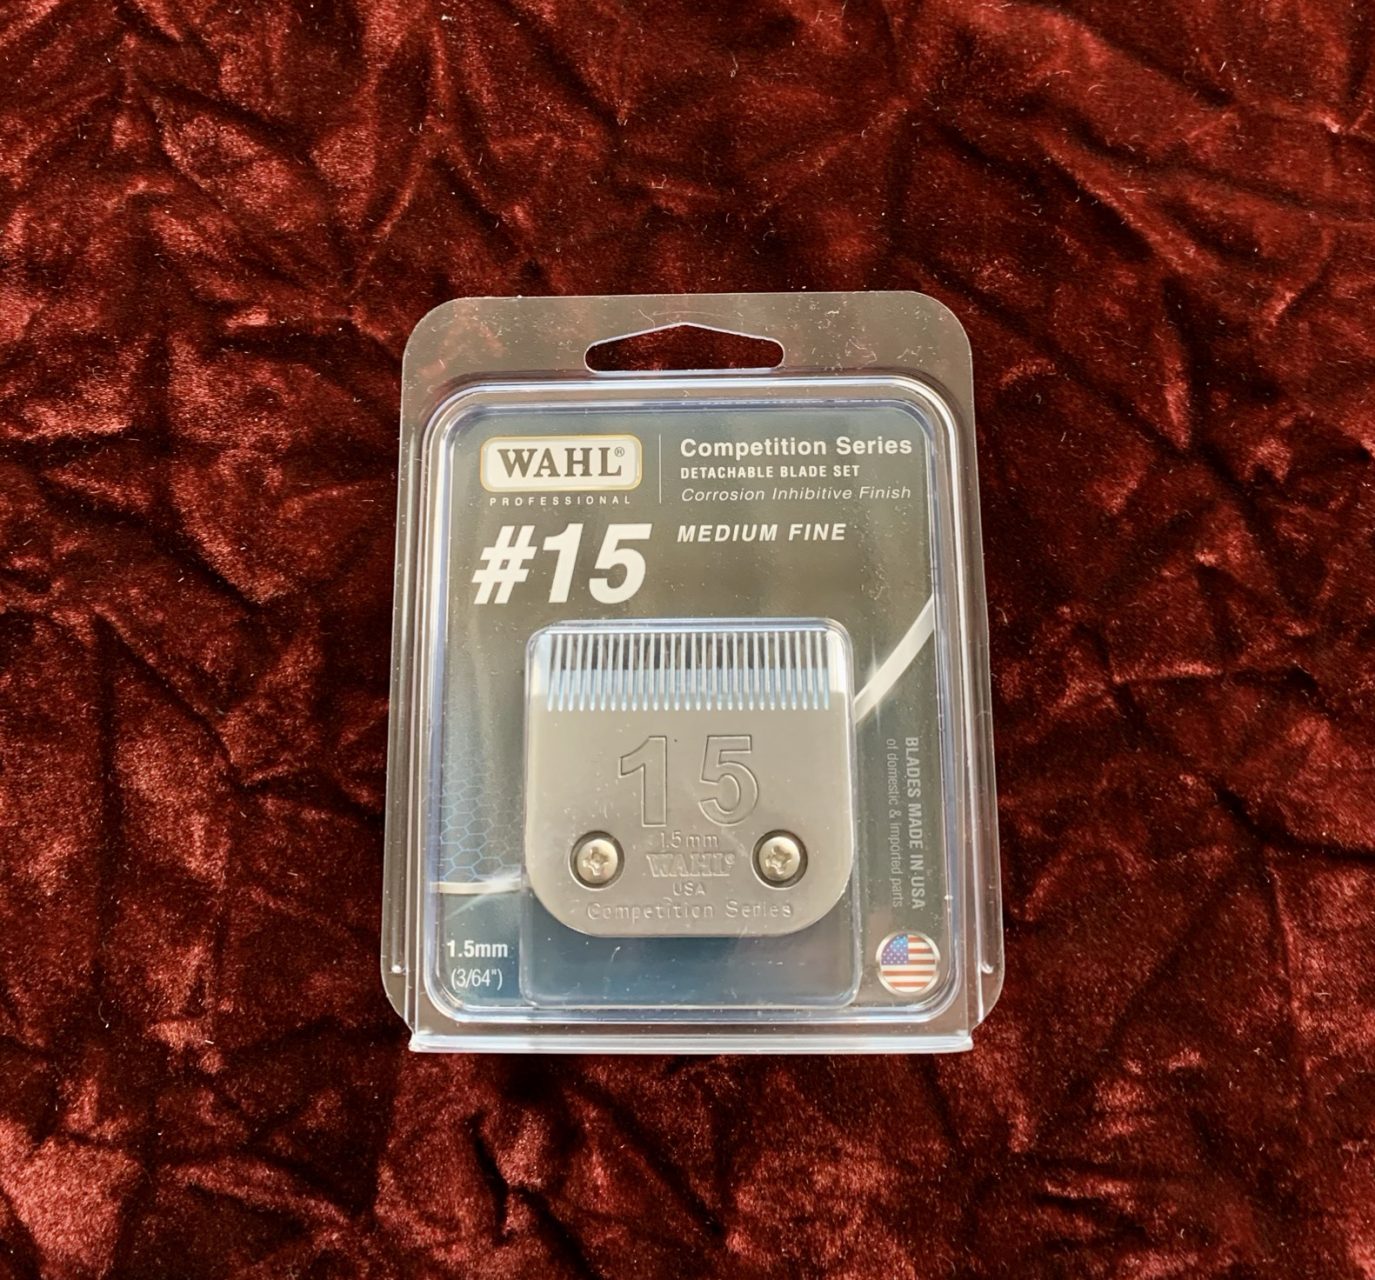 WAHL®
PROFESSIONAL
Competition Series
DETACHABLE BLADE SET
Corrosion Inhibitive Finish
#15
MEDIUM FINE
15
1.5mm
WAHL®
USA
Competition Series
1.5mm
(3/64")
BLADES MADE IN USA
of domestic & imported parts